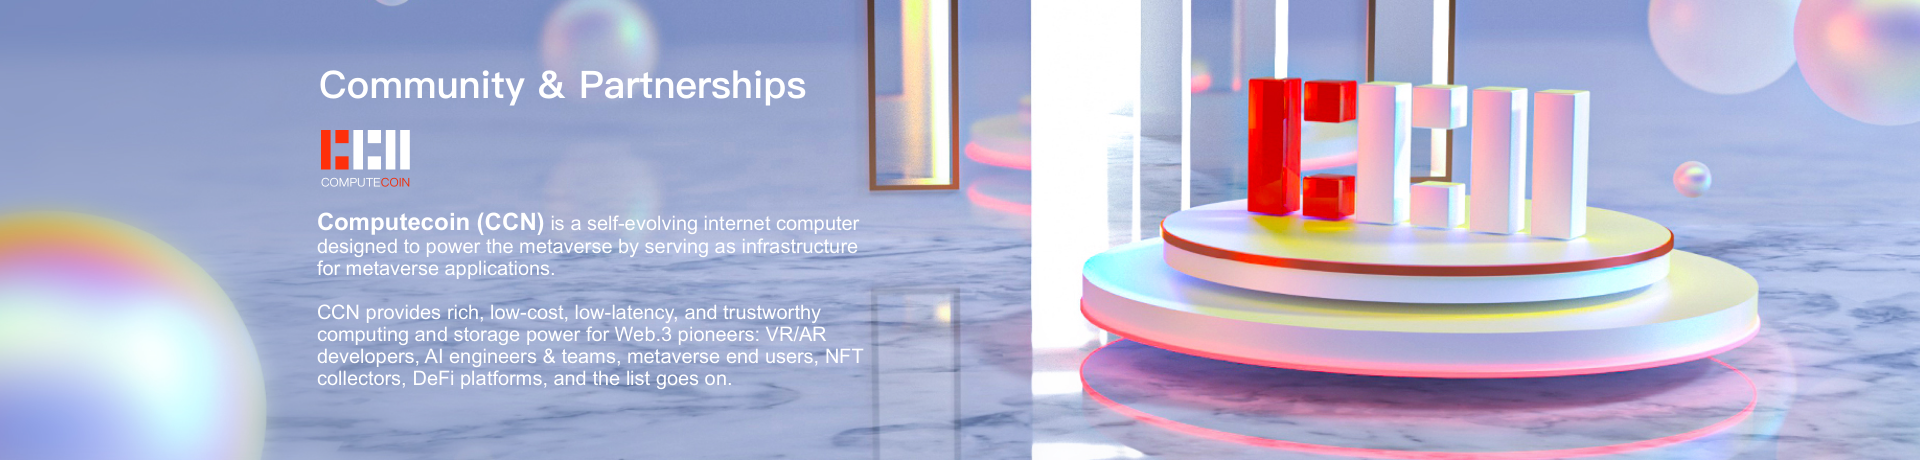 Community & Partnerships
COMPUTECOIN
Computecoin (CCN) is a self-evolving internet computer
designed to power the metaverse by serving as infrastructure
for metaverse applications.
CCN provides rich, low-cost, low-latency, and trustworthy
computing and storage power for Web.3 pioneers: VR/AR
developers, AI engineers & teams, metaverse end users, NFT
collectors, DeFi platforms, and the list goes on.